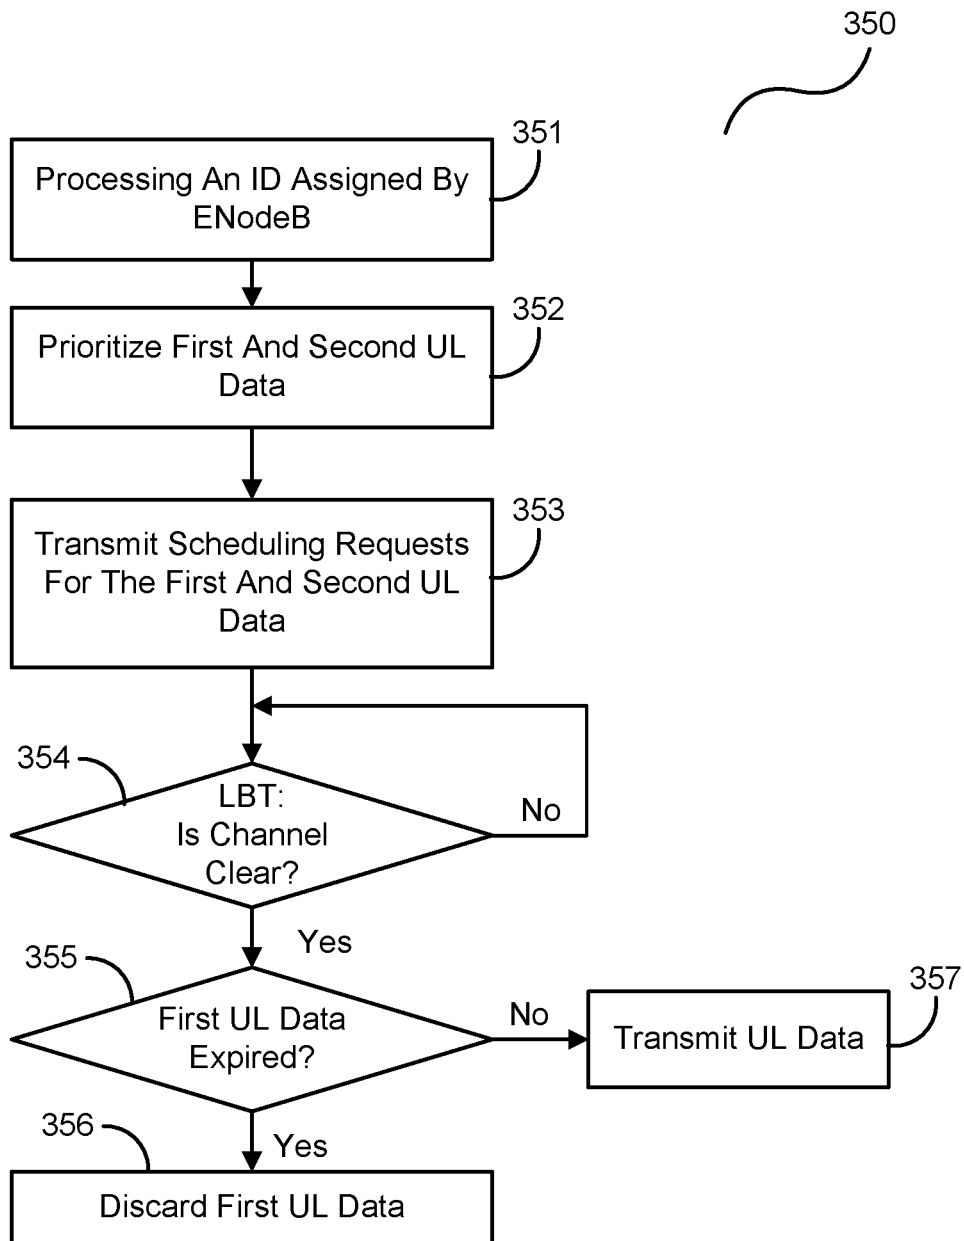 350
351
Processing An ID Assigned By
ENodeB
352
Prioritize First And Second UL
Data
353
Transmit Scheduling Requests
For The First And Second UL
Data
354
LBT:
Is Channel
Clear?
No
Yes
355
First UL Data
Expired?
No
357
Transmit UL Data
356
Yes
Discard First UL Data